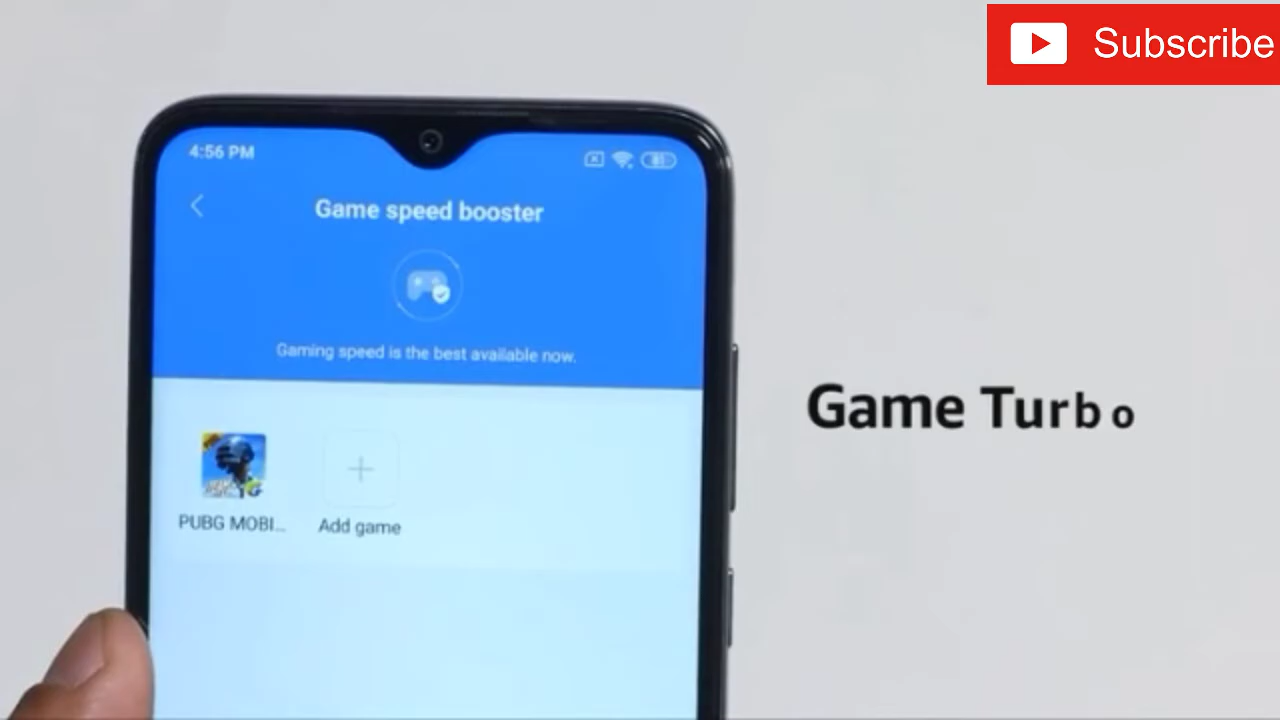 Subscribe
4:56 PM
81
Game speed booster
Gaming speed is the best available now.
Game Turbo
PUBG MOBI...
Add game